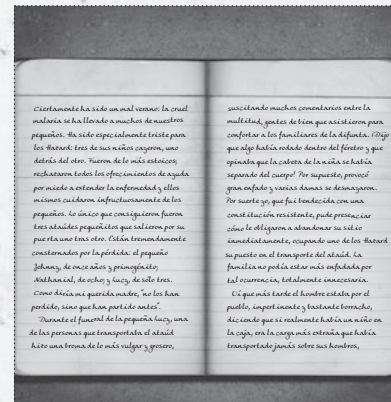 Ciertamente ha sido un mal verano: la cruel
malaria se ha llevado a muchos de nuestros
pequeños. Ha sido especialmente triste para
los Hatard: tres de sus niños cayeron, uno
detrás del otro. Fueron de lo más estoicos;
rechazaron todos los ofrecimientos de ayuda
por miedo a extender la enfermedad y ellos
mismos cuidaron infructuosamente de los
pequeños. Lo único que consiguieron fueron
tres ataúdes pequeñitos que salieron por su
puerta uno tras otro. Están tremendamente
consternados por la pérdida: el pequeño
Johnny, de once años y primogénito;
Nathanial, de ocho; y Lucy, de sólo tres.
Como diría mi querida madre, "no los han
perdido, sino que han partido antes".
Durante el funeral de la pequeña Lucy, una
de las personas que transportaba el ataúd
hizo una broma de lo más vulgar y grosero,
suscitando muchos comentarios entre la
multitud, gentes de bien que asistieron para
confortar a los familiares de la difunta. ¡Dijo
que algo había rodado dentro del féretro y que
opinaba que la cabeza de la niña se había
separado del cuerpo! Por supuesto, provocó
gran enfado y varias damas se desmayaron.
Por suerte yo, que fui bendecida con una
constitución resistente, pude presenciar
cómo le obligaron a abandonar su sitio
inmediatamente, ocupando uno de los Hatard
su puesto en el transporte del ataúd. La
familia no podía estar más enfadada por
tal ocurrencia, totalmente innecesaria.
Oí que más tarde el hombre estaba por el
pueblo, impertinente y bastante borracho,
diciendo que si realmente había un niño en
la caja, era la carga más extraña que había
transportado jamás sobre sus hombros,